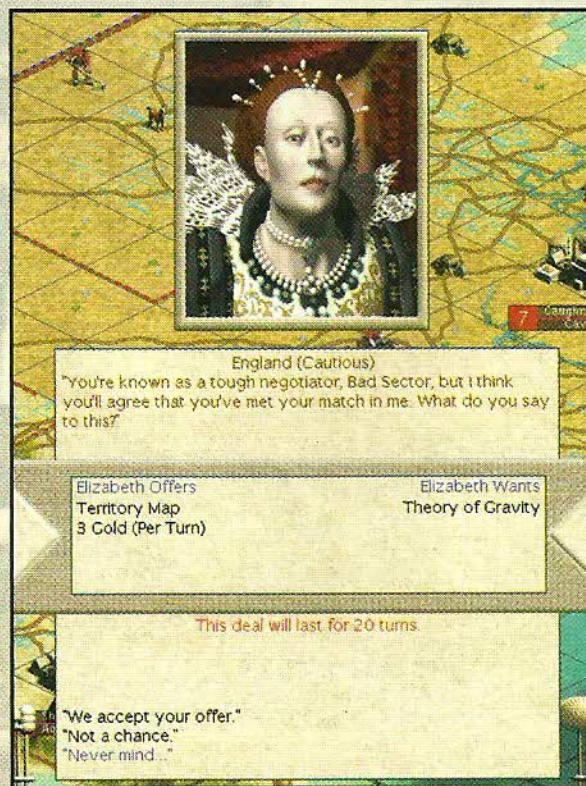 7
England (Cautious)
"You're known as a tough negotiator, Bad Sector, but I think
you'll agree that you've met your match in me. What do you say
to this?"
Elizabeth Offers
Elizabeth Wants
Territory Map
Theory of Gravity
3 Gold (Per Turn)
This deal will last for 20 turns.
"We accept your offer."
"Not a chance."
"Never mind..."